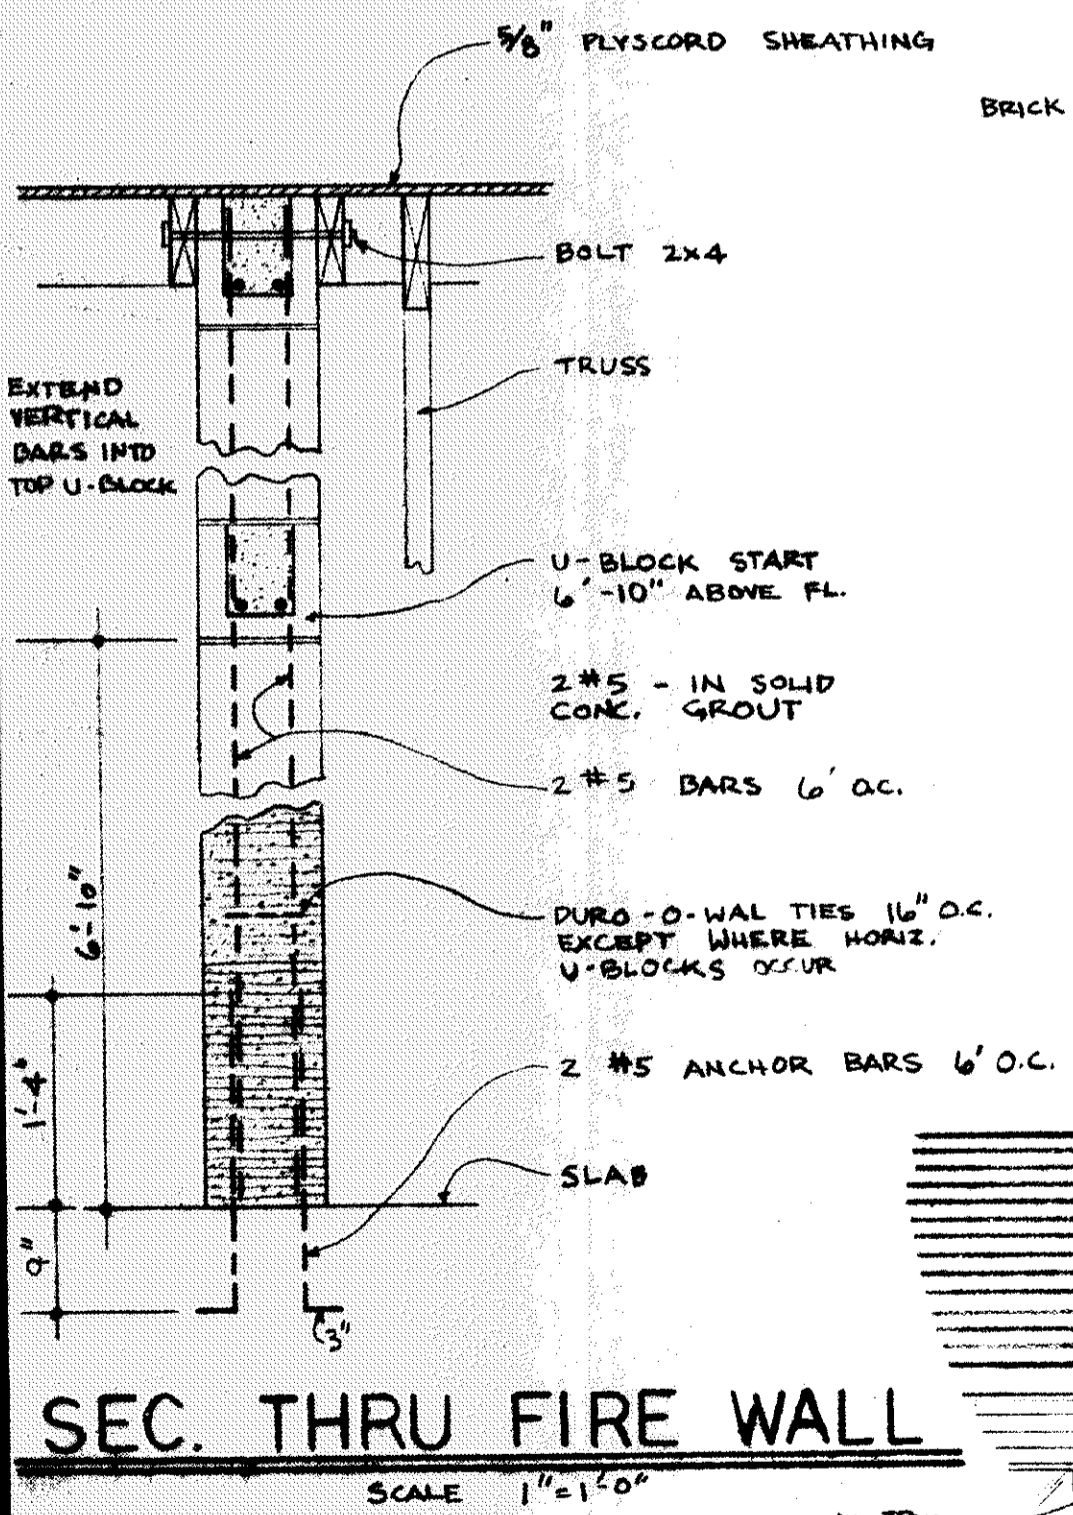 5/8" PLYSCORD SHEATHING
BRICK
BOLT 2x4
TRUSS
EXTEND
VERTICAL
BARS INTO
TOP U-BLOCK
U-BLOCK START
6'-10" ABOVE FL.
2 #5 - IN SOLID
CONC. GROUT
2 #5 BARS 6' O.C.
6'-10"
DURO-O-WAL TIES 16" O.C.
EXCEPT WHERE HORIZ.
U-BLOCKS OCCUR
1'-4"
2 #5 ANCHOR BARS 6' O.C.
SLAB
9"
3"
SEC. THRU FIRE WALL
SCALE 1"=1'-0"